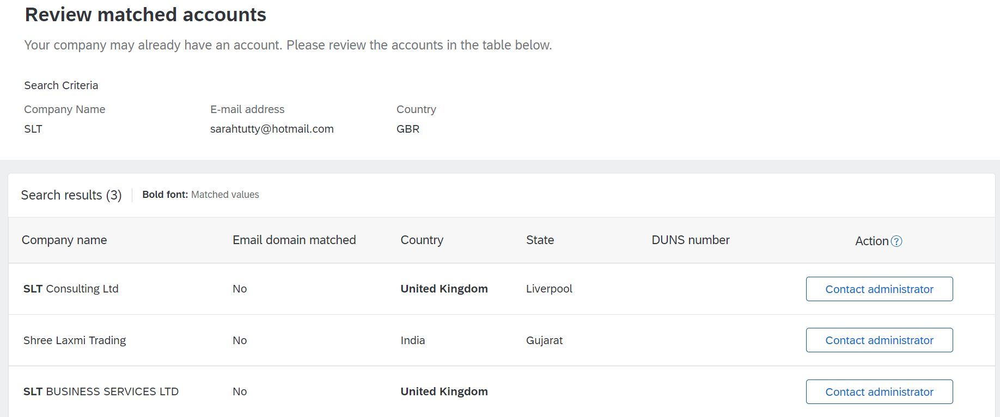 Review matched accounts
Your company may already have an account. Please review the accounts in the table below.
Search Criteria
Company Name E-mail address Country
SLT sarahtutty@hotmail.com GBR
Search results (3) Bold font: Matched values
Company name Email domain matched Country State DUNS number Action ?
SLT Consulting Ltd No United Kingdom Liverpool Contact administrator
Shree Laxmi Trading No India Gujarat Contact administrator
SLT BUSINESS SERVICES LTD No United Kingdom Contact administrator